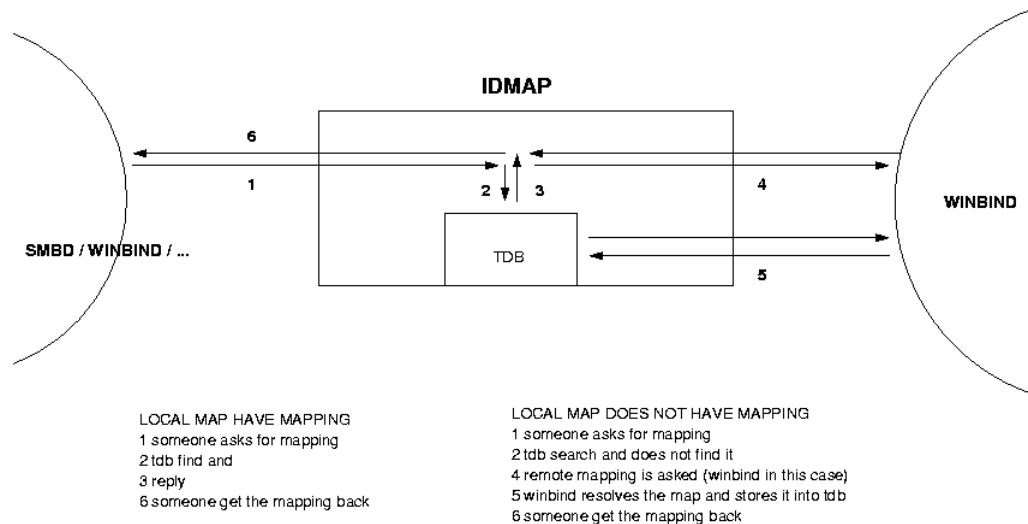 IDMAP
6
1
2
3
4
WINBIND
SMBD / WINBIND / ...
TDB
5
LOCAL MAP HAVE MAPPING
1 someone asks for mapping
2 tdb find and
3 reply
6 someone get the mapping back
LOCAL MAP DOES NOT HAVE MAPPING
1 someone asks for mapping
2 tdb search and does not find it
4 remote mapping is asked (winbind in this case)
5 winbind resolves the map and stores it into tdb
6 someone get the mapping back